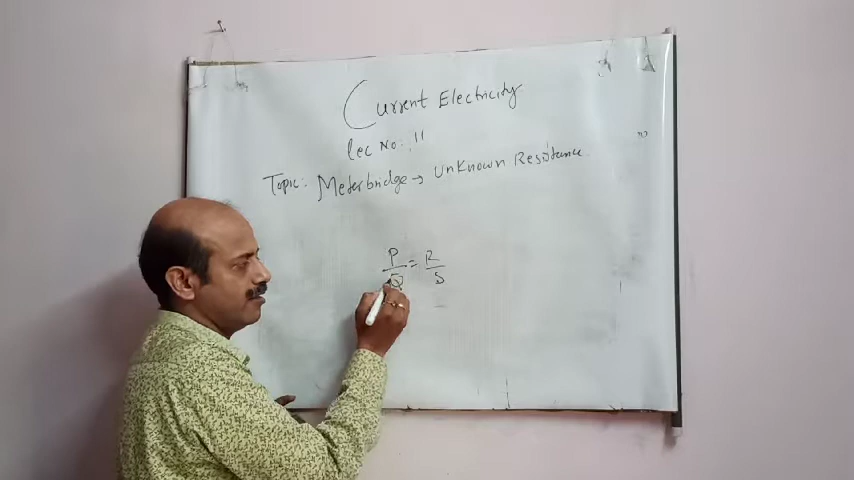 Current Electricity
Lec No:. 11
Topic: Meterbridge → Unknown Resistance.
P/Q = R/S